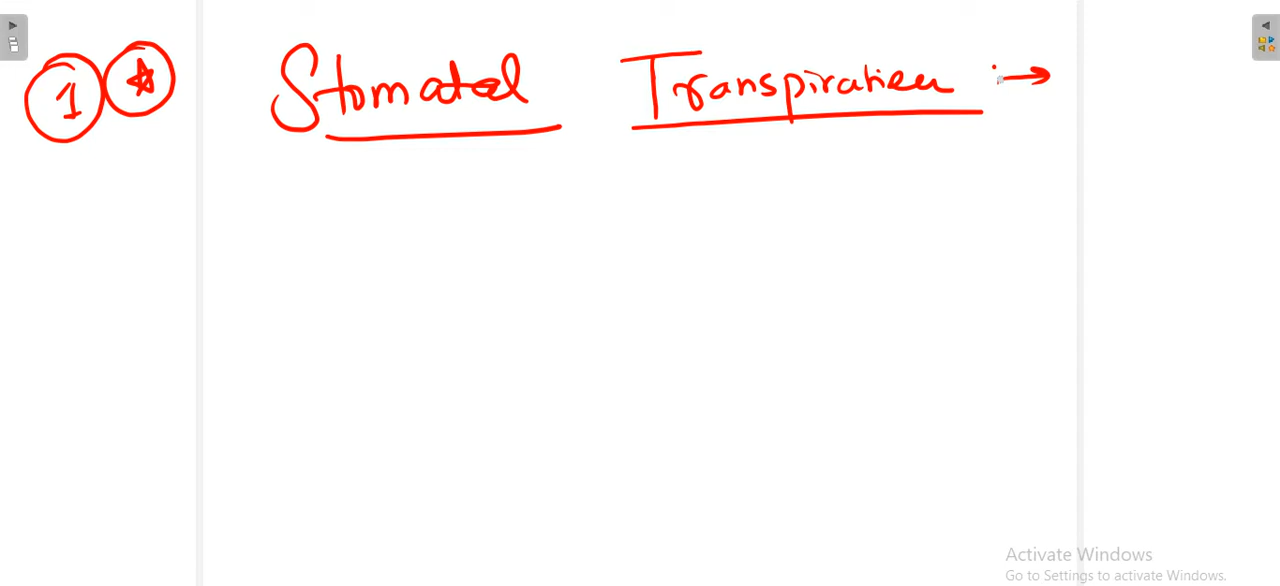 1 ☆ Stomatal Transpiration :→
Activate Windows
Go to Settings to activate Windows.